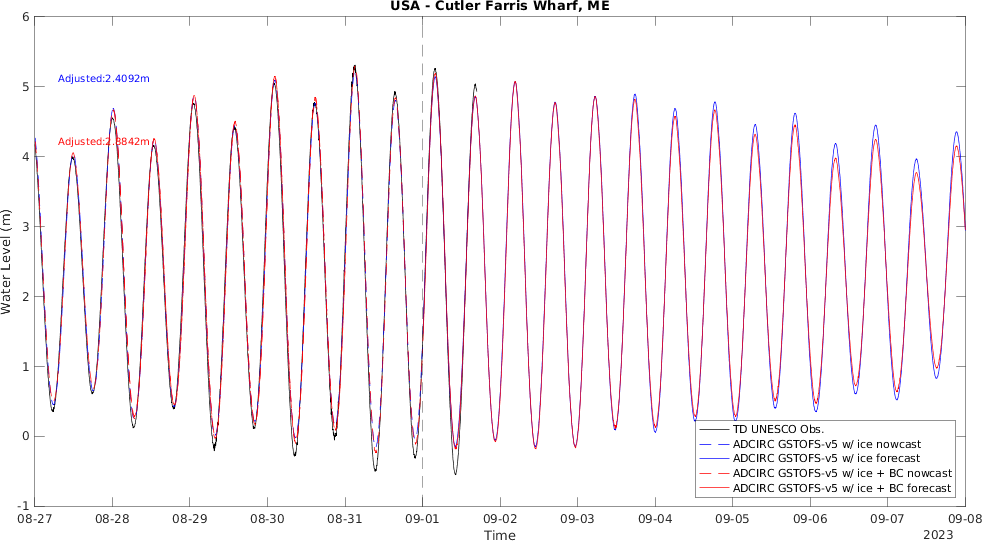 USA - Cutler Farris Wharf, ME
6
5
4
3
2
1
0
-1
Water Level (m)
Adjusted:2.4092m
Adjusted:2.3842m
TD UNESCO Obs.
ADCIRC GSTOFS-v5 w/ ice nowcast
ADCIRC GSTOFS-v5 w/ ice forecast
ADCIRC GSTOFS-v5 w/ ice + BC nowcast
ADCIRC GSTOFS-v5 w/ ice + BC forecast
08-27 08-28 08-29 08-30 08-31 09-01 09-02 09-03 09-04 09-05 09-06 09-07 09-08
Time
2023